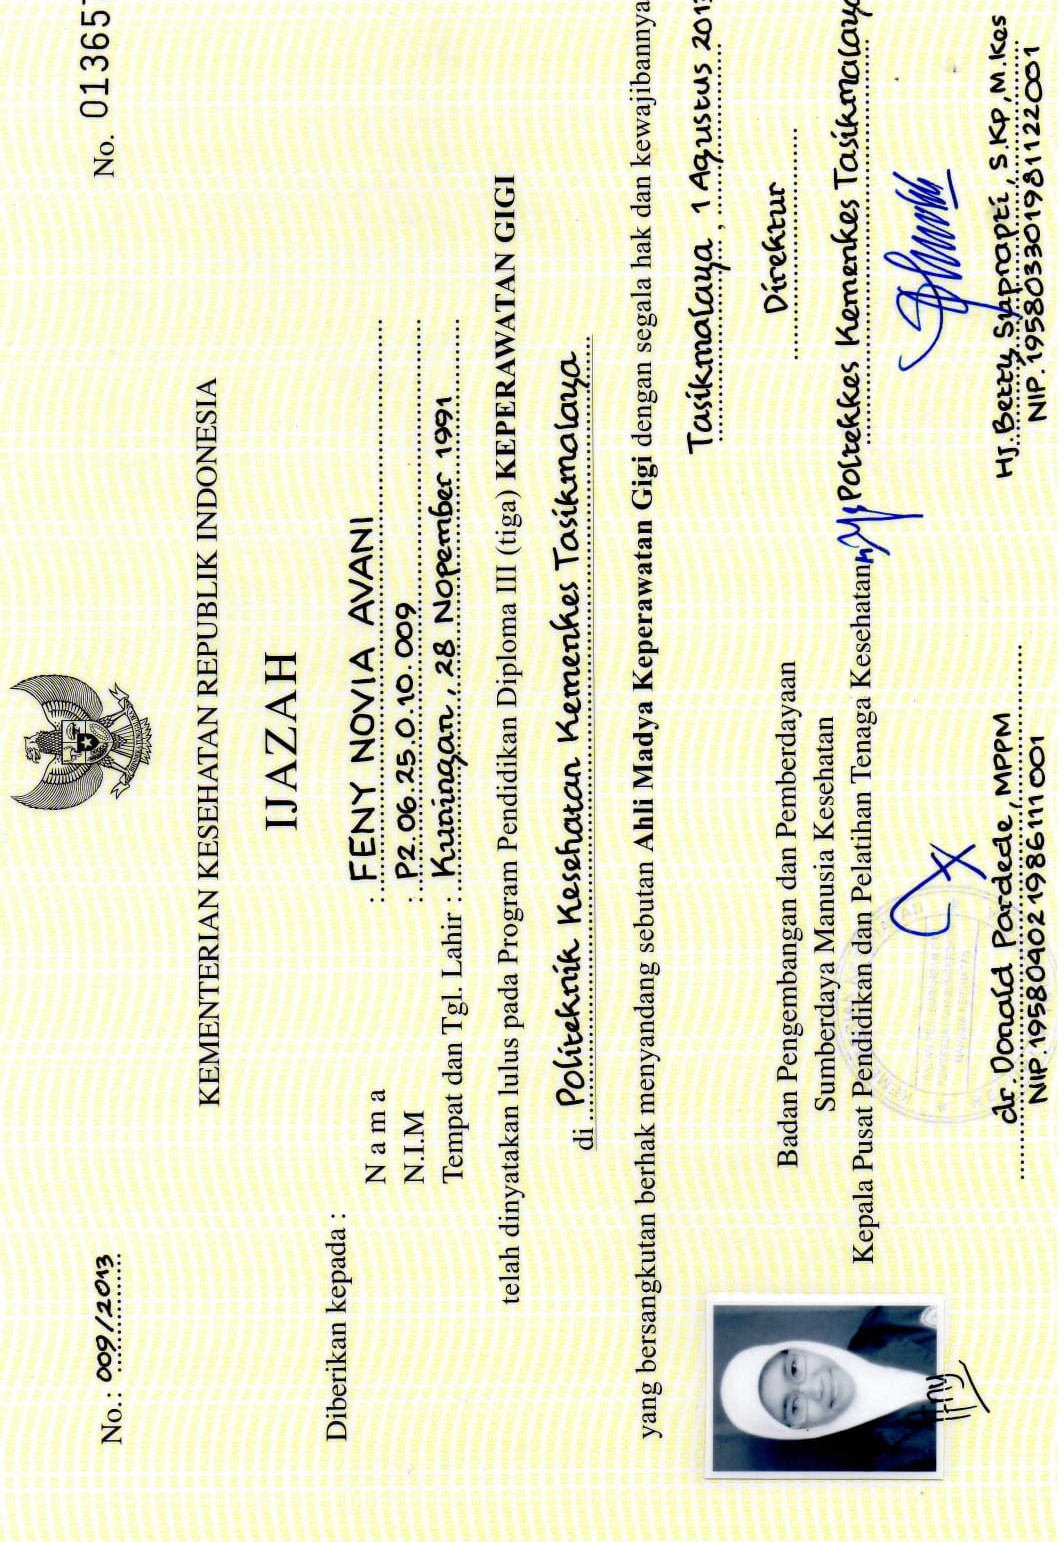 No. : 009/2013
No. 01365
KEMENTERIAN KESEHATAN REPUBLIK INDONESIA
IJAZAH
Diberikan kepada :
N a m a : FENY NOVIA AVANI
N.I.M : P2.06.25.0.10.009
Tempat dan Tgl. Lahir : Kuningan, 28 Nopember 1991
telah dinyatakan lulus pada Program Pendidikan Diploma III (tiga) KEPERAWATAN GIGI
di Politeknik Kesehatan Kemenkes Tasikmalaya
yang bersangkutan berhak menyandang sebutan Ahli Madya Keperawatan Gigi dengan segala hak dan kewajibannya
Tasikmalaya, 1 Agustus 2013
Badan Pengembangan dan Pemberdayaan
Sumberdaya Manusia Kesehatan
Kepala Pusat Pendidikan dan Pelatihan Tenaga Kesehatan
Direktur
Poltekkes Kemenkes Tasikmalaya
dr. Donald Pardede, MPPM
NIP. 195804021986111001
Hj. Betty Suprapti, S.Kp, M.Kes
NIP. 195803301981122001